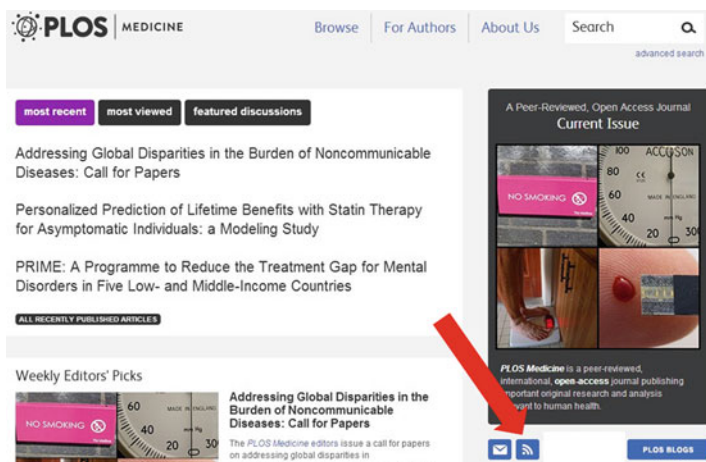 PLOS MEDICINE
Browse
For Authors
About Us
Search
advanced search
most recent
most viewed
featured discussions
Addressing Global Disparities in the Burden of Noncommunicable
Diseases: Call for Papers
Personalized Prediction of Lifetime Benefits with Statin Therapy
for Asymptomatic Individuals: a Modeling Study
PRIME: A Programme to Reduce the Treatment Gap for Mental
Disorders in Five Low- and Middle-Income Countries
ALL RECENTLY PUBLISHED ARTICLES
A Peer-Reviewed, Open Access Journal
Current Issue
NO SMOKING
100
ACCOSON
80
60
MADE IN ENGLAND
40
mm Hg
20
30
PLOS Medicine is a peer-reviewed,
international, open-access journal publishing
important original research and analysis
relevant to human health.
PLOS BLOGS
Weekly Editors' Picks
NO SMOKING
60
MADE IN ENGLAND
40
mm Hg
20
30
Addressing Global Disparities in the
Burden of Noncommunicable
Diseases: Call for Papers
The PLOS Medicine editors issue a call for papers
on addressing global disparities in